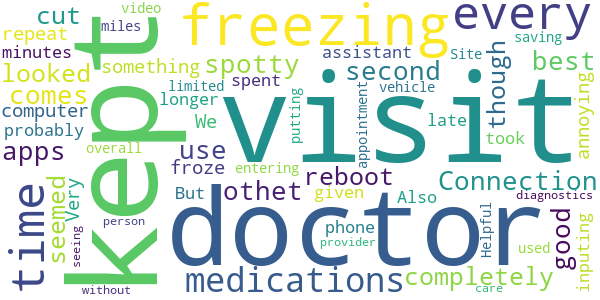 video
cut
freezing
every
saving
repeat
miles
minutes
assistant
Site
looked
something
spotty
second
though
best
annoying
comes
kept
limited
spent
vehicle
computer
longer
putting
appointment
visit
late
took
probably
We
apps
overall
use
froze
entering
reboot
Connection
time
seemed
Very
But
othet
given
Also
good
diagnostics
person
doctor
phone
Helpful
used
inputing
seeing
provider
without
medications
completely
care